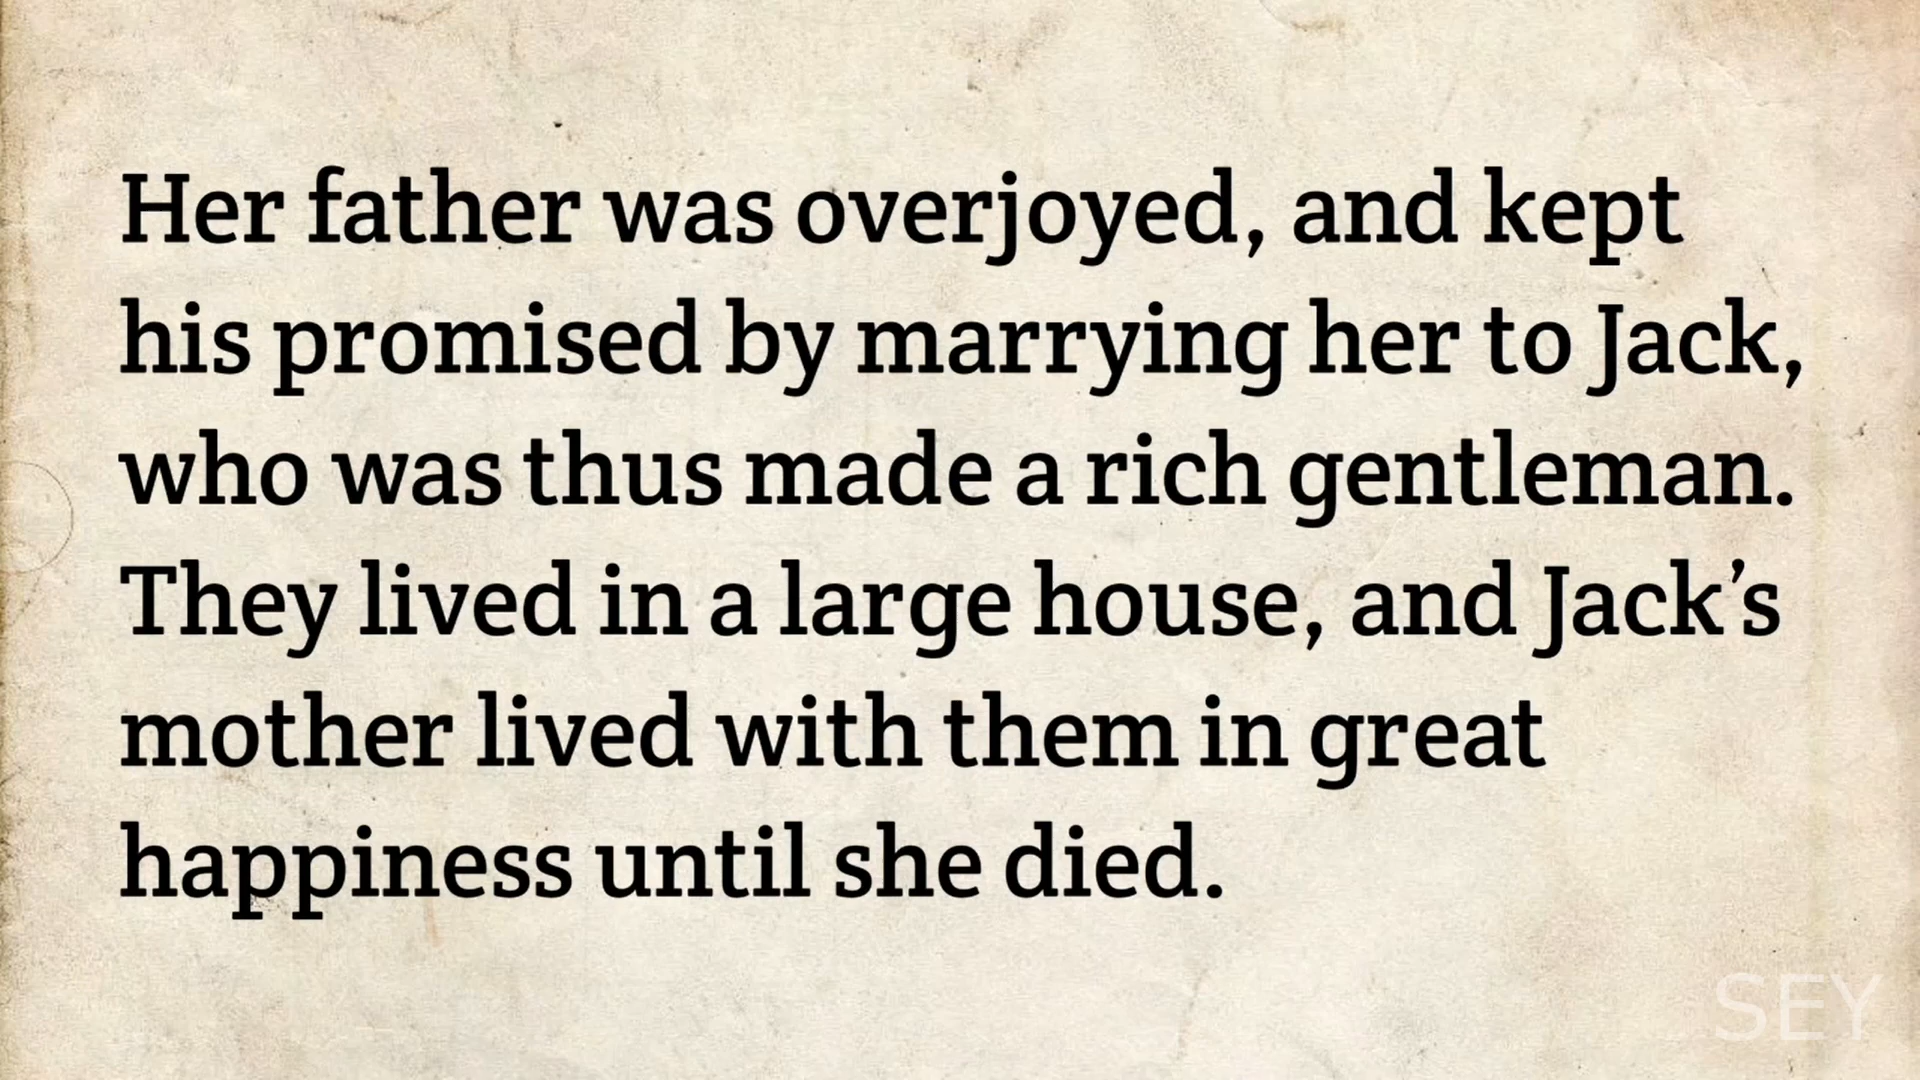 Her father was overjoyed, and kept
his promised by marrying her to Jack,
who was thus made a rich gentleman.
They lived in a large house, and Jack’s
mother lived with them in great
happiness until she died.
SEY